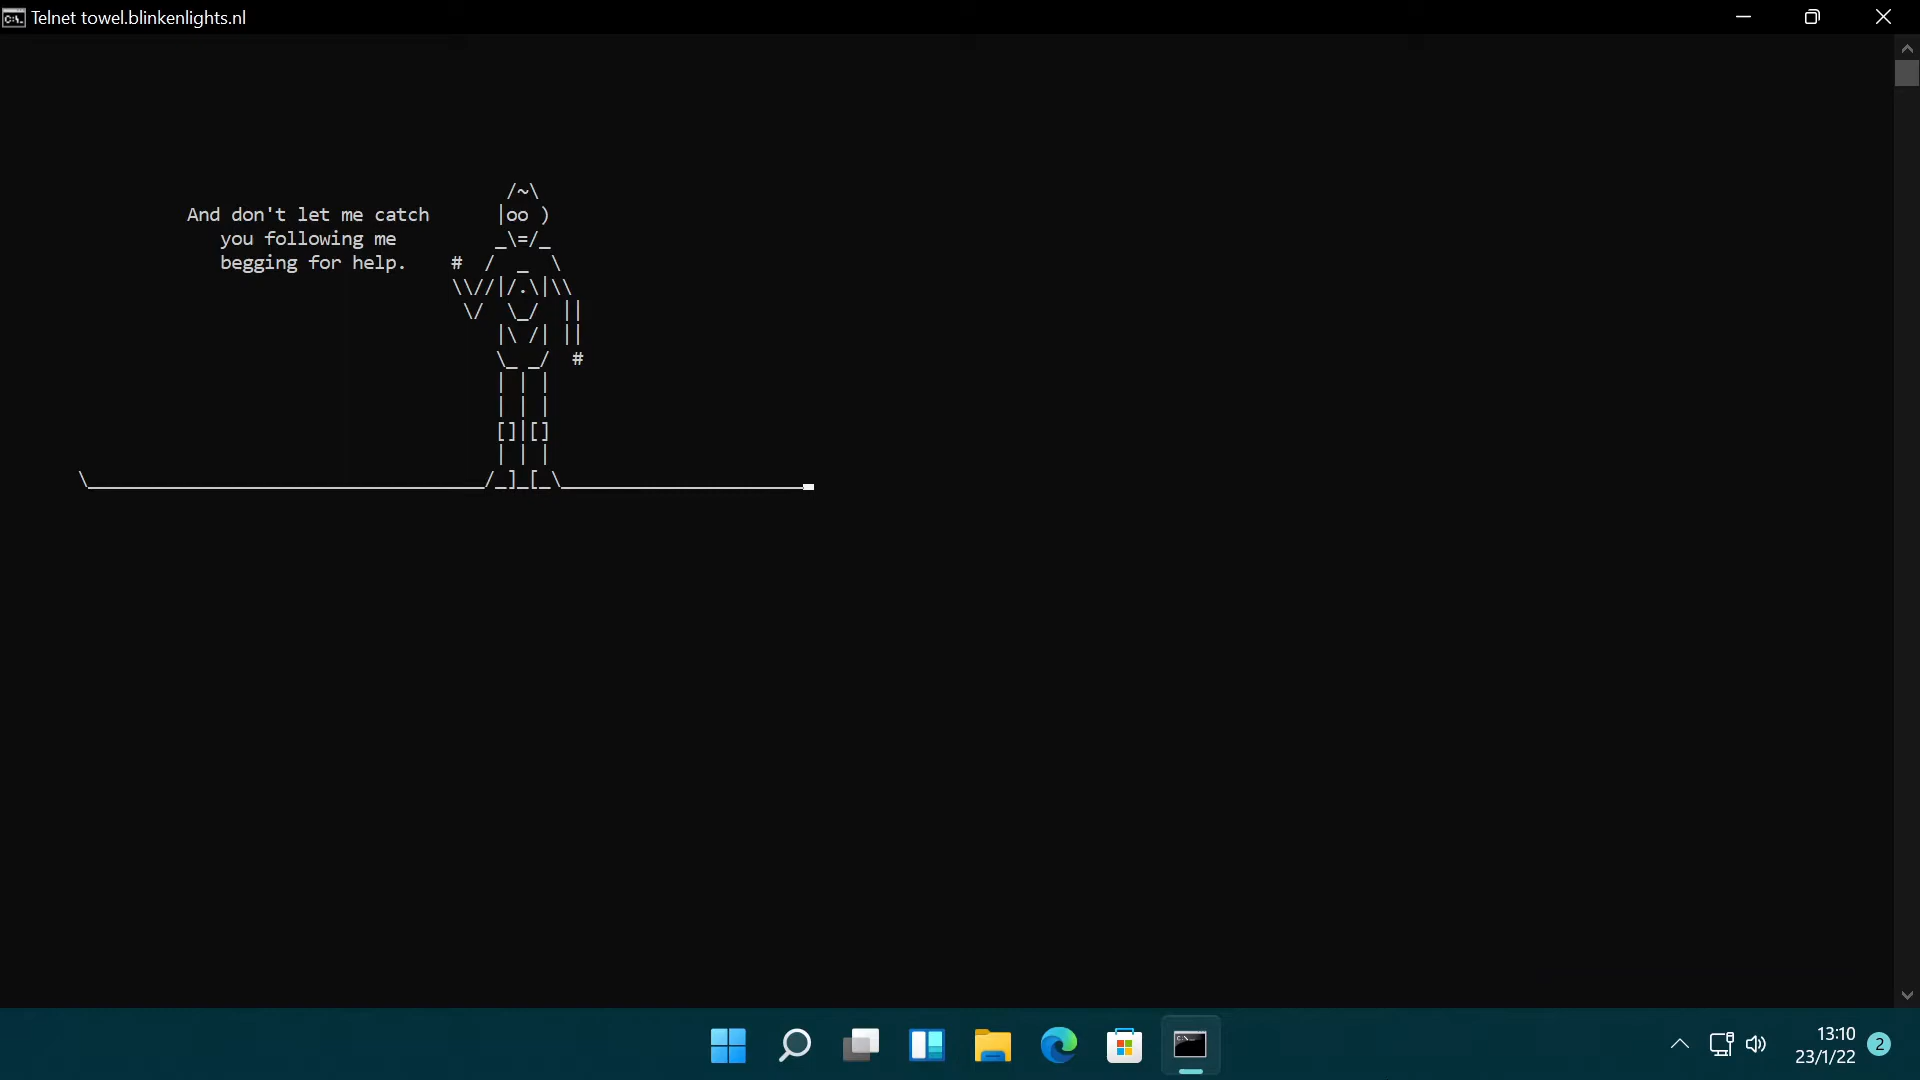 Telnet towel.blinkenlights.nl
And don't let me catch
you following me
begging for help.
13:10
23/1/22
2